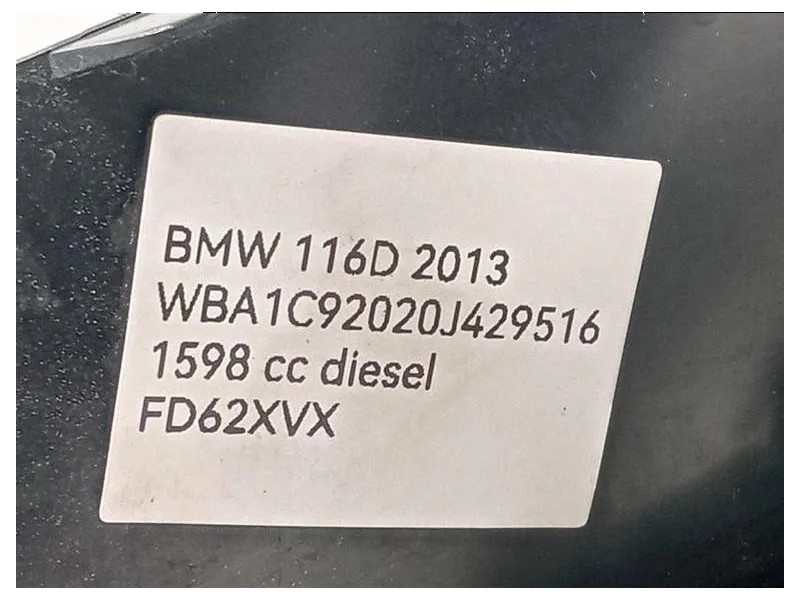 BMW 116D 2013
WBA1C92020J429516
1598 cc diesel
FD62XVX